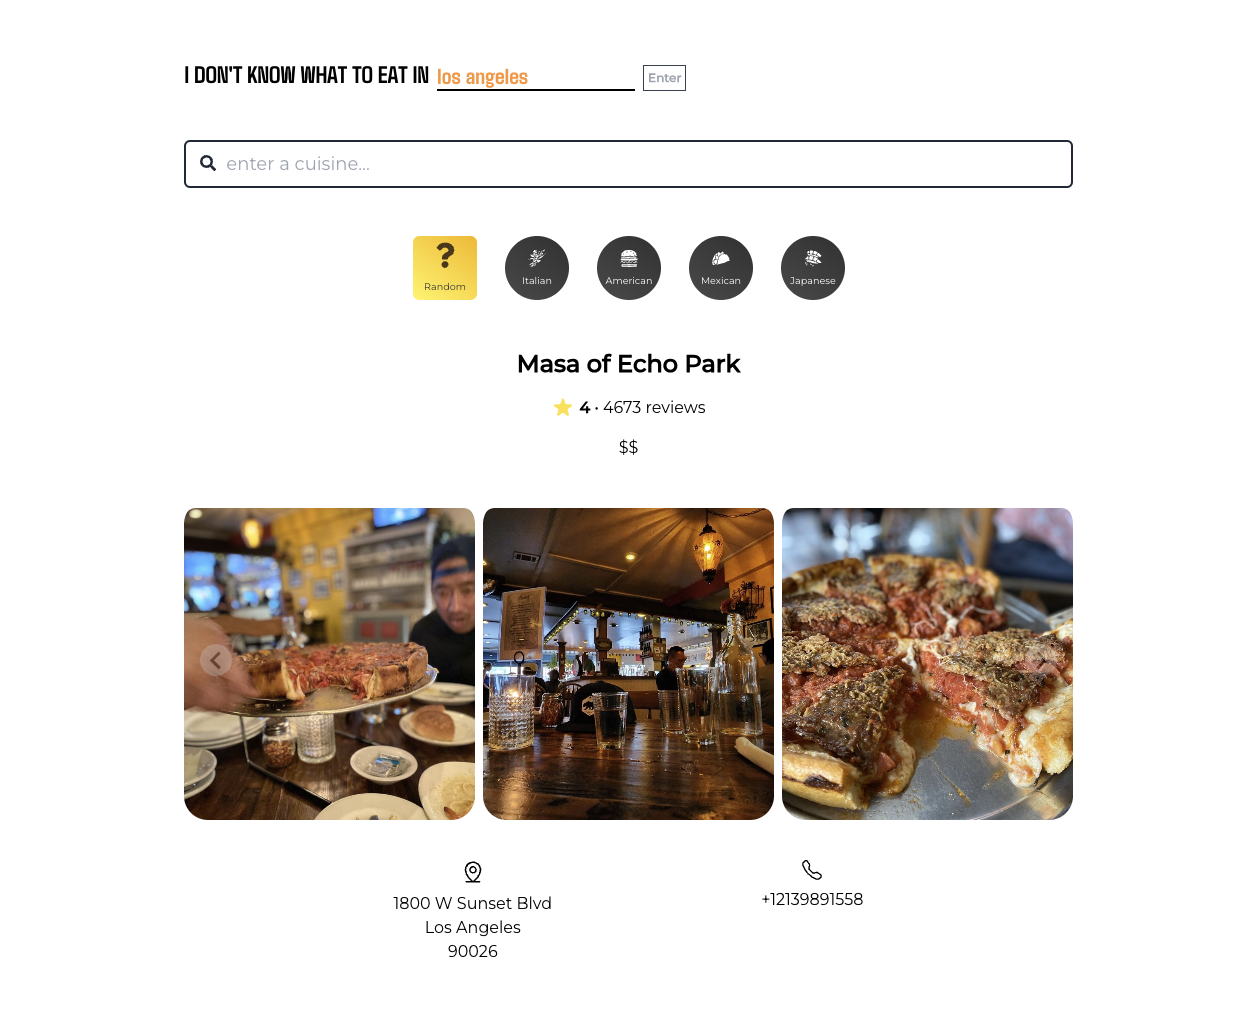 I DON'T KNOW WHAT TO EAT IN los angeles Enter
enter a cuisine...
?
Random
Italian
American
Mexican
Japanese
Masa of Echo Park
4 • 4673 reviews
$$
1800 W Sunset Blvd
Los Angeles
90026
+12139891558